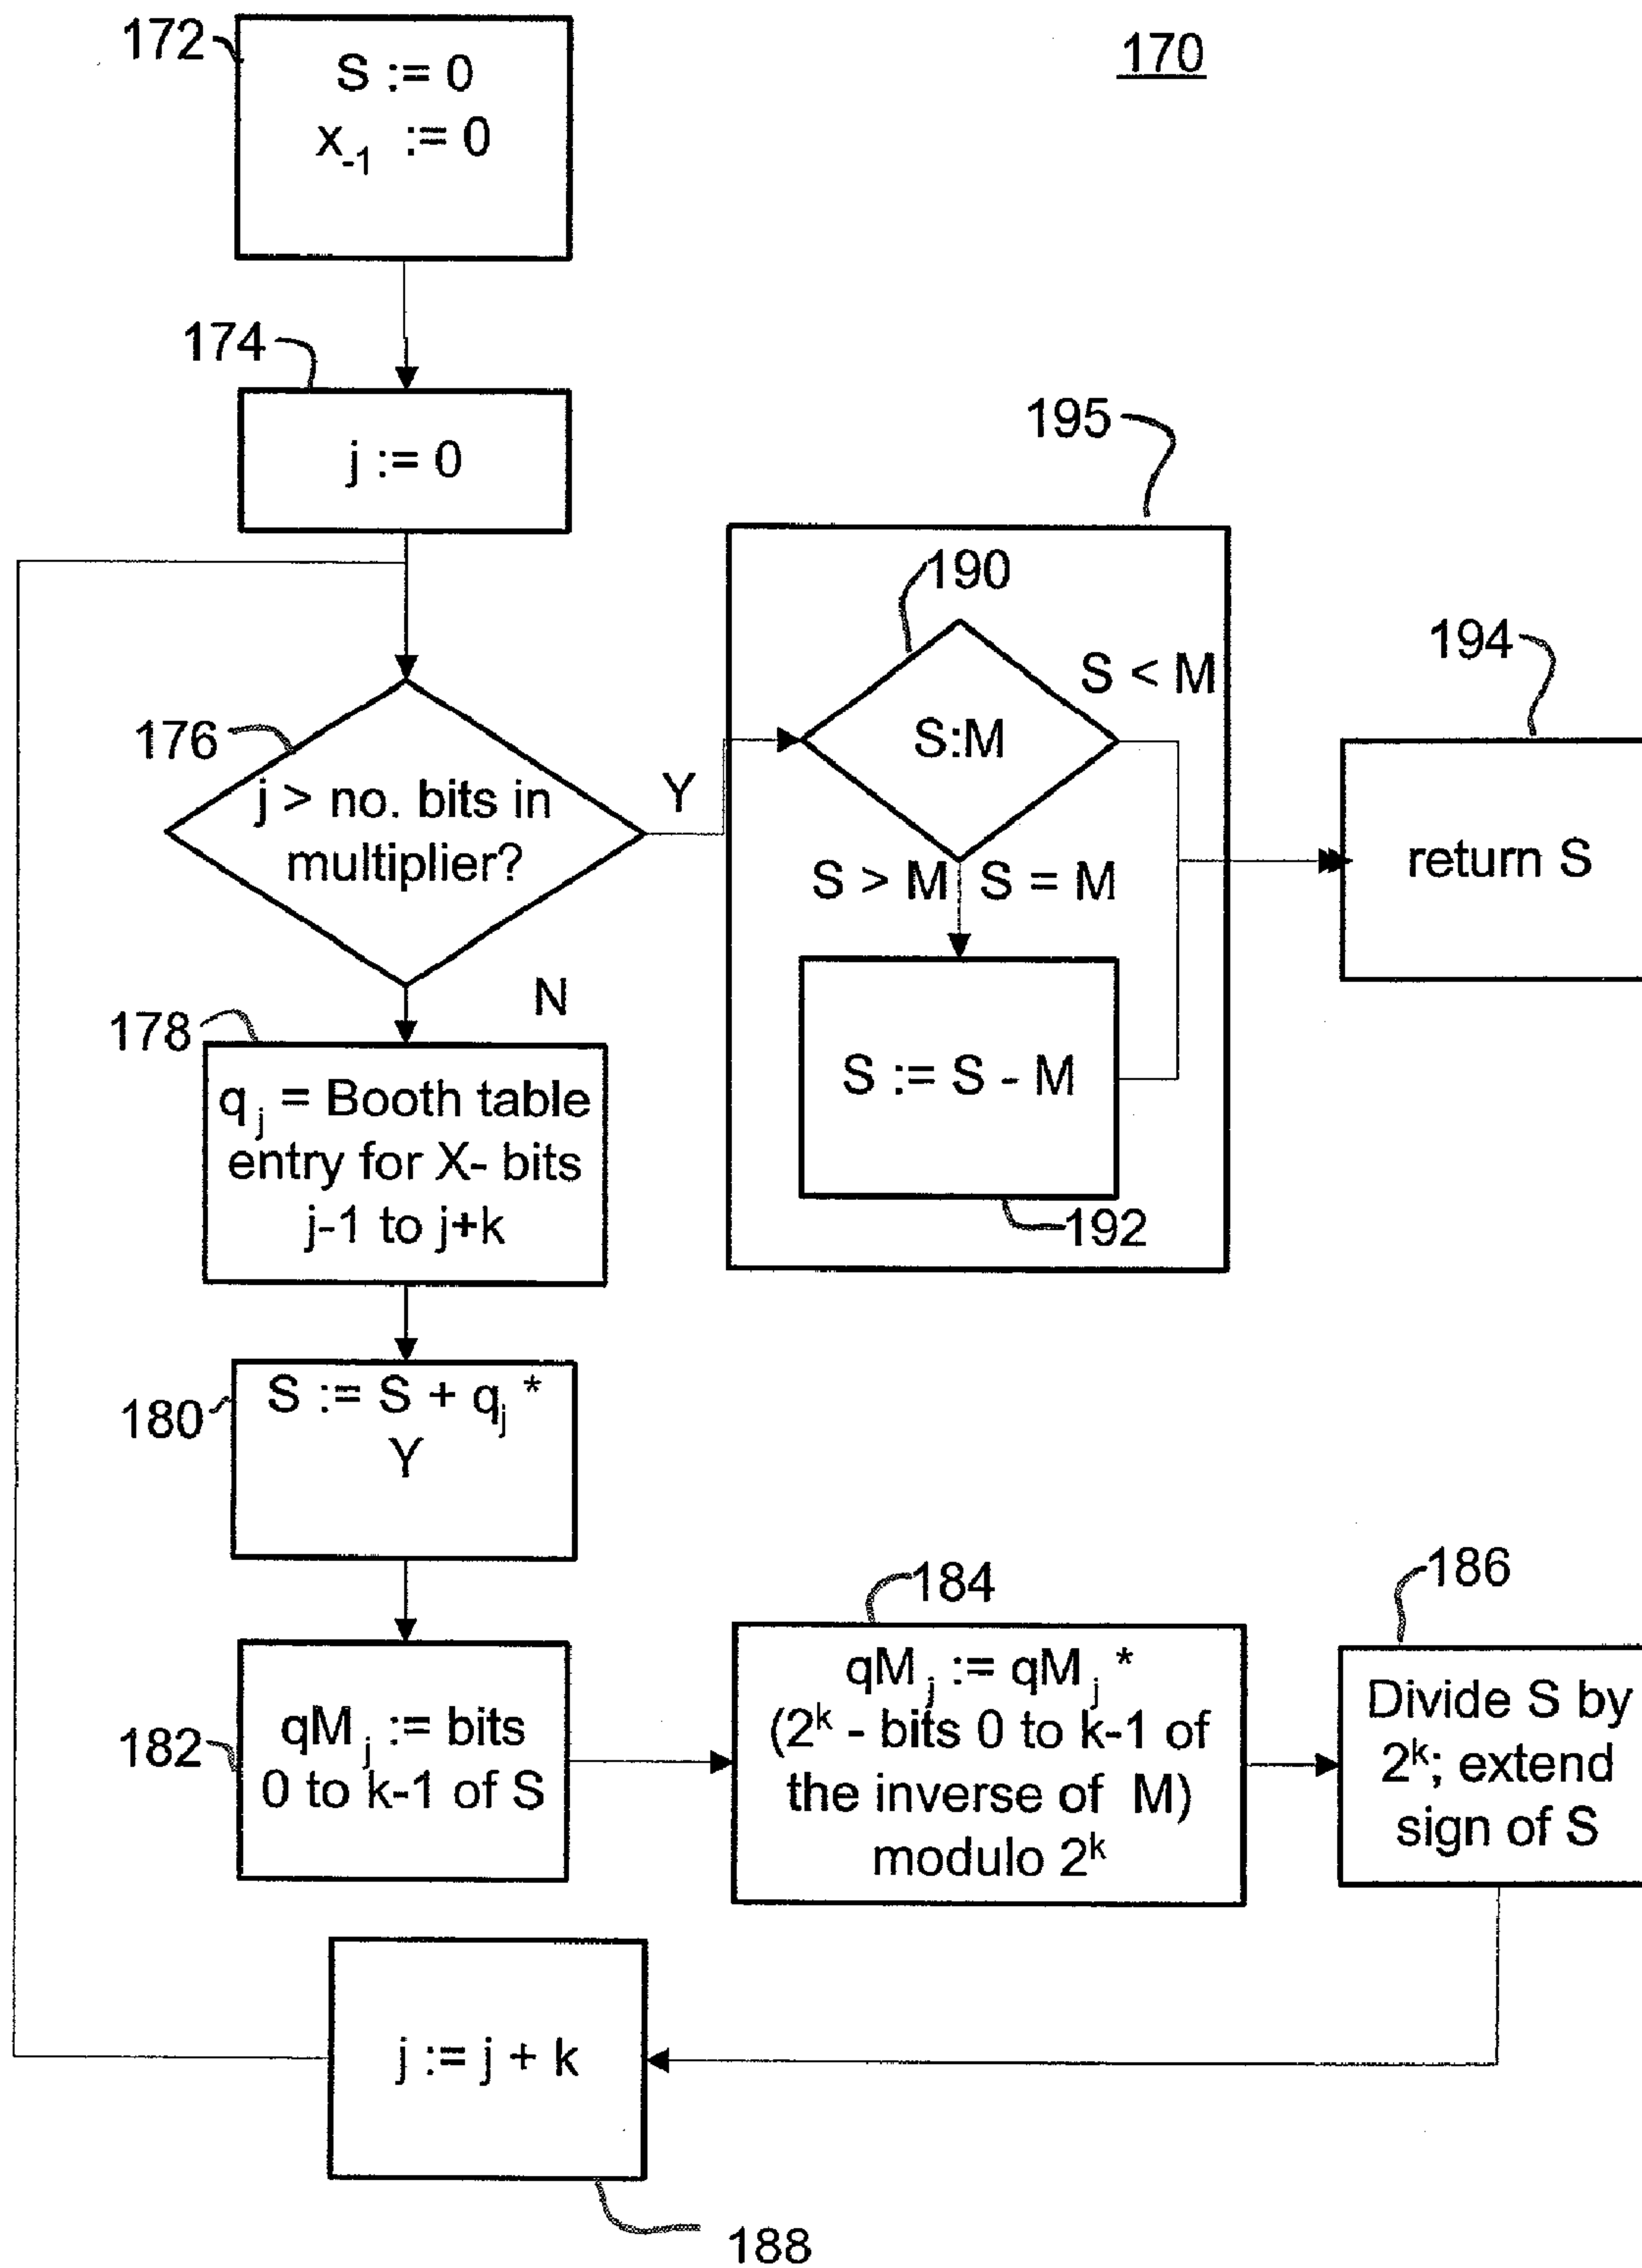 172
S := 0
x₋₁ := 0
170
174
j := 0
195
190
S < M
S:M
S > M
S = M
S := S - M
192
194
return S
176
j > no. bits in
multiplier?
Y
N
178
q j = Booth table
entry for X- bits
j-1 to j+k
180
S := S + qj *
Y
182
qM j := bits
0 to k-1 of S
184
qM j := qM j *
(2ᵏ - bits 0 to k-1 of
the inverse of M)
modulo 2ᵏ
186
Divide S by
2ᵏ; extend
sign of S
j := j + k
188